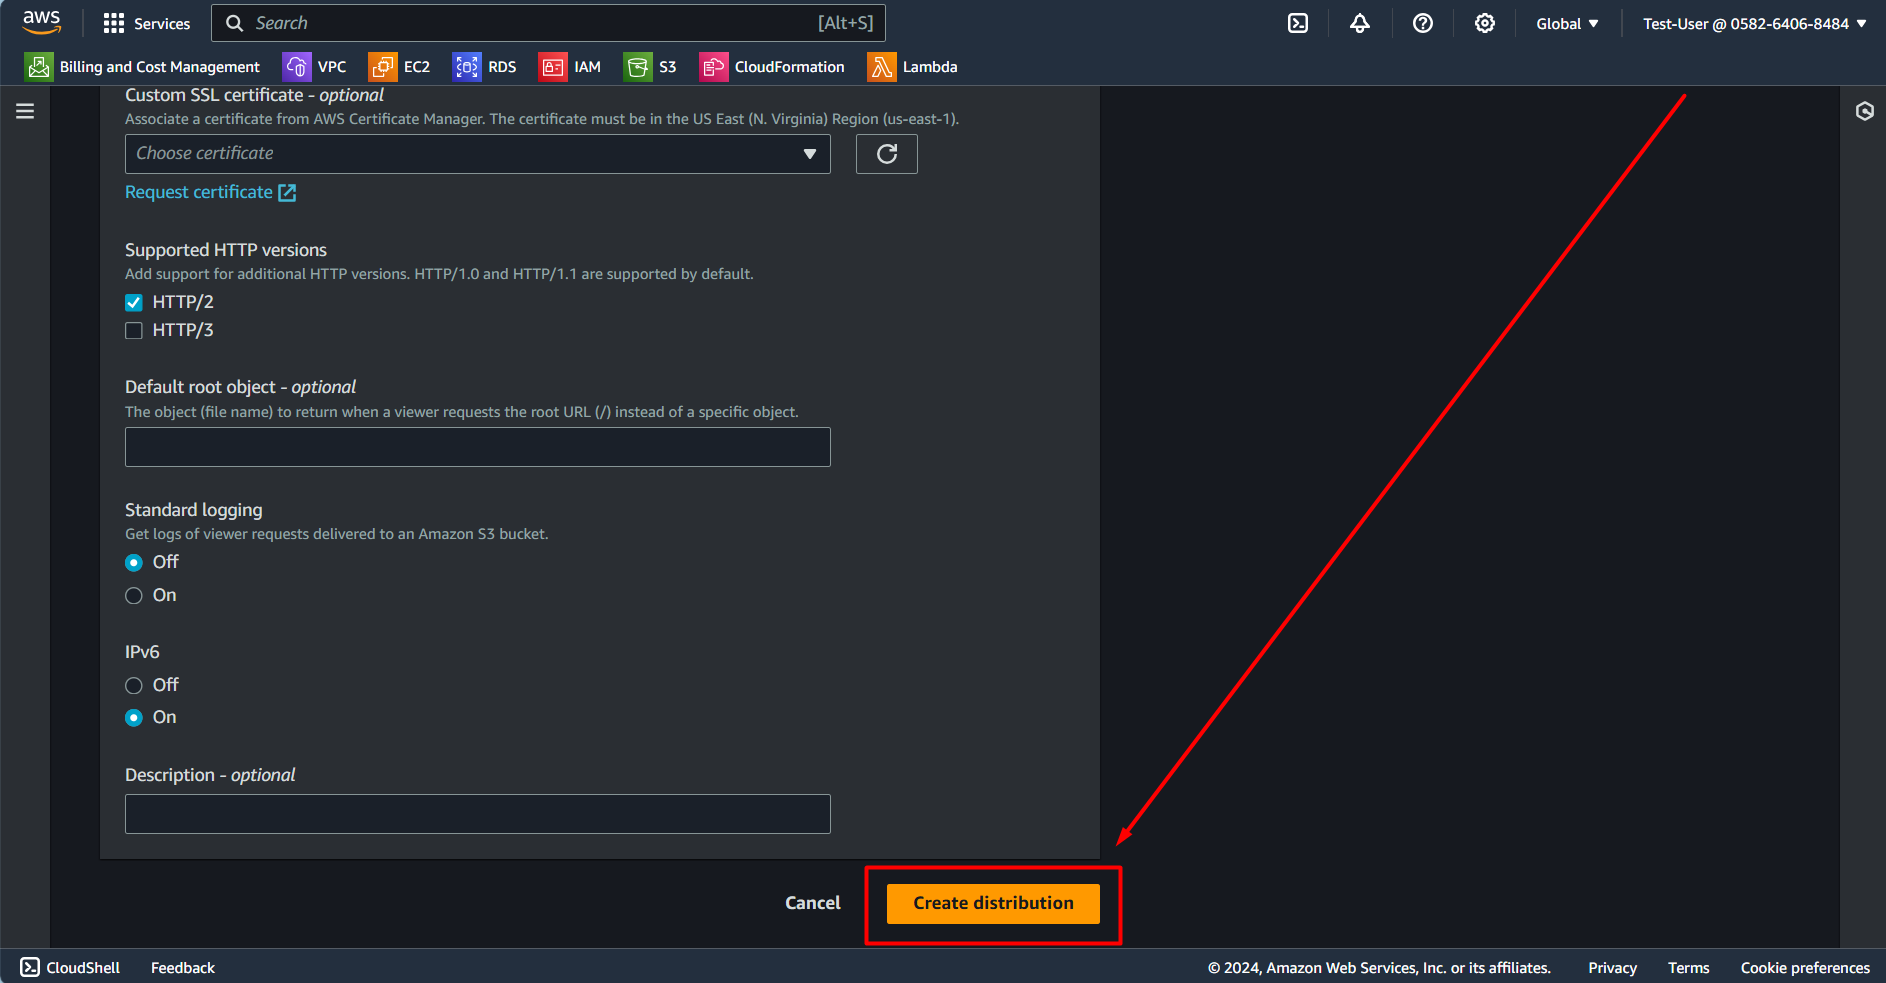 aws
Services
Search
[Alt+S]
Global
Test-User @ 0582-6406-8484
Billing and Cost Management
VPC
EC2
RDS
IAM
S3
CloudFormation
Lambda
Custom SSL certificate - optional
Associate a certificate from AWS Certificate Manager. The certificate must be in the US East (N. Virginia) Region (us-east-1).
Choose certificate
Request certificate
Supported HTTP versions
Add support for additional HTTP versions. HTTP/1.0 and HTTP/1.1 are supported by default.
HTTP/2
HTTP/3
Default root object - optional
The object (file name) to return when a viewer requests the root URL (/) instead of a specific object.
Standard logging
Get logs of viewer requests delivered to an Amazon S3 bucket.
Off
On
IPv6
Off
On
Description - optional
Cancel
Create distribution
CloudShell
Feedback
© 2024, Amazon Web Services, Inc. or its affiliates.
Privacy
Terms
Cookie preferences